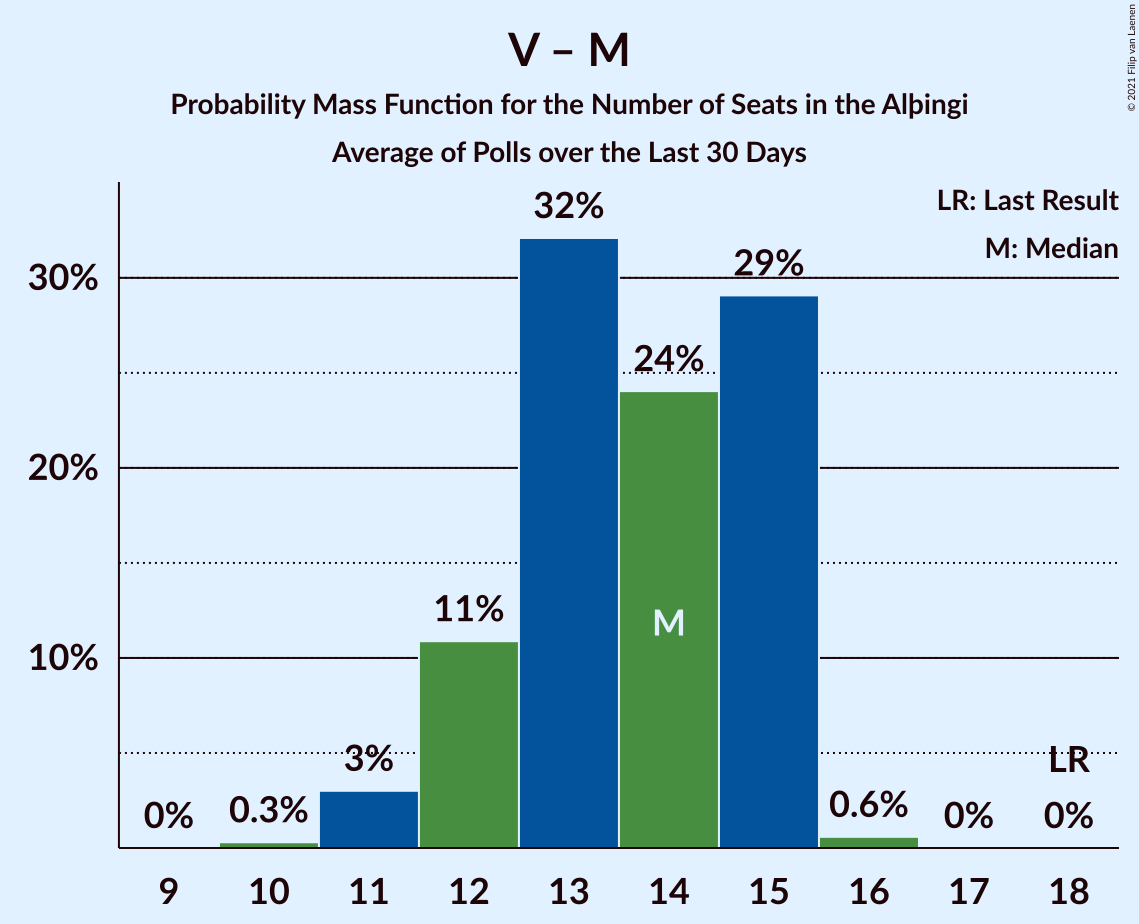 V – M
Probability Mass Function for the Number of Seats in the Alþingi
Average of Polls over the Last 30 Days
© 2021 Filip van Laenen
LR: Last Result
M: Median
30%
20%
10%
0%
0.3%
3%
11%
32%
24%
M
29%
0.6%
0%
LR
0%
9 10 11 12 13 14 15 16 17 18